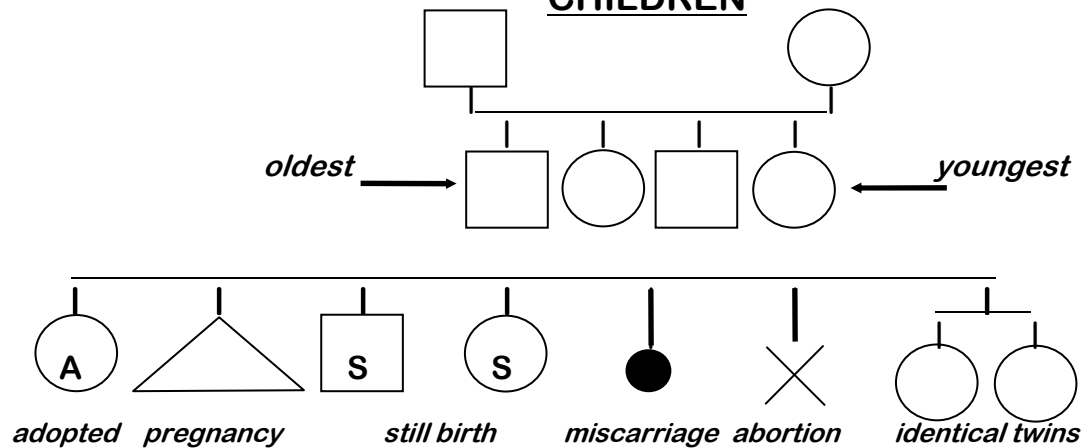 CHILDREN
oldest
youngest
A
S
S
adopted
pregnancy
still birth
miscarriage
abortion
identical twins